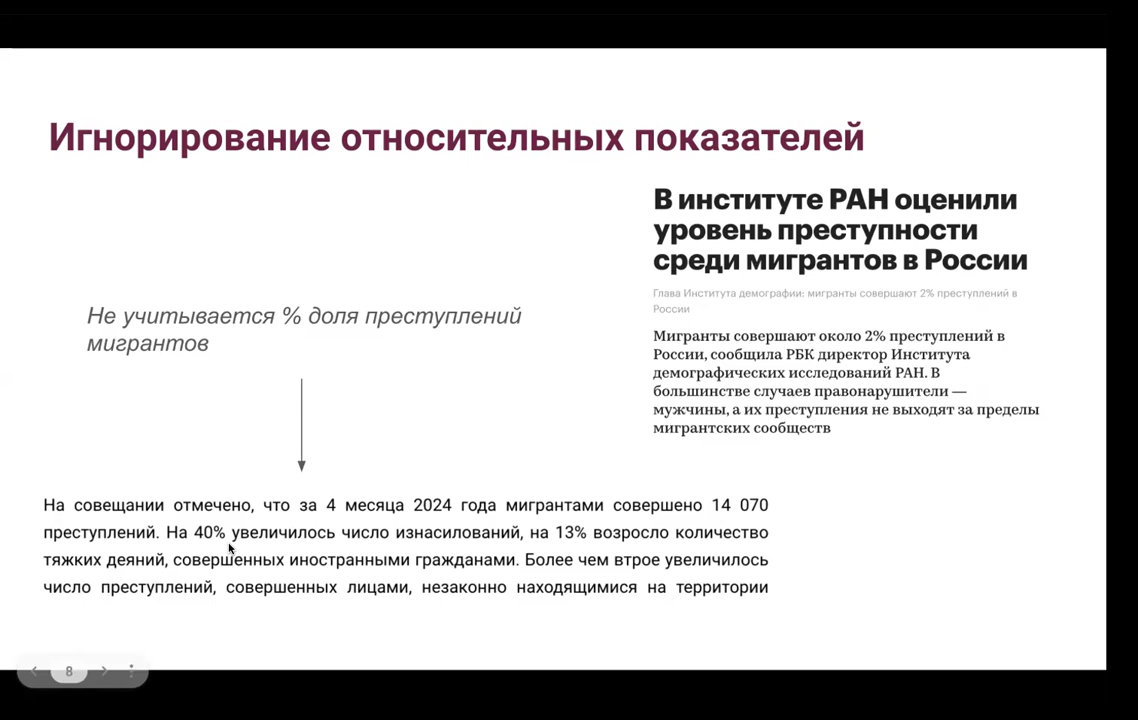 Игнорирование относительных показателей
В институте РАН оценили
уровень преступности
среди мигрантов в России
Глава Института демографии: мигранты совершают 2% преступлений в
России
Мигранты совершают около 2% преступлений в
России, сообщила РБК директор Института
демографических исследований РАН. В
большинстве случаев правонарушители —
мужчины, а их преступления не выходят за пределы
мигрантских сообществ
Не учитывается % доля преступлений
мигрантов
На совещании отмечено, что за 4 месяца 2024 года мигрантами совершено 14 070
преступлений. На 40% увеличилось число изнасилований, на 13% возросло количество
тяжких деяний, совершенных иностранными гражданами. Более чем втрое увеличилось
число преступлений, совершенных лицами, незаконно находящимися на территории
8